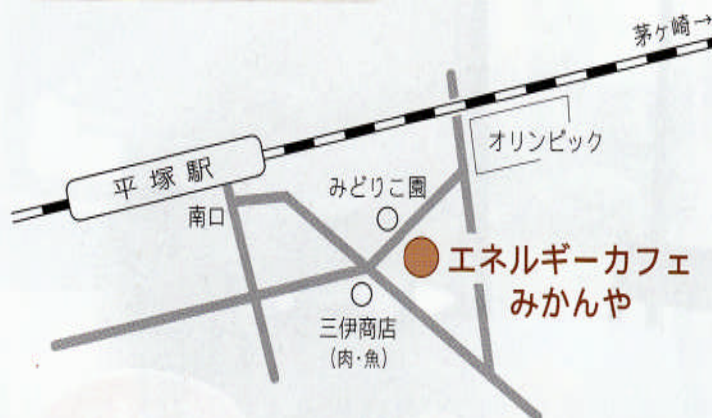 茅ヶ崎→
オリンピック
平塚駅
みどりこ園
南口
エネルギーカフェ
みかんや
三伊商店
(肉・魚)